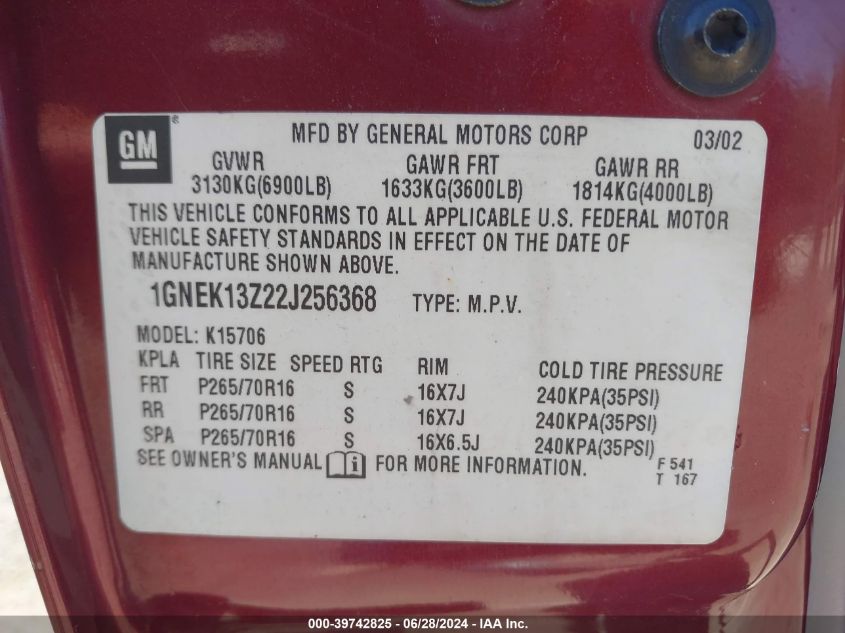 GM®
MFD BY GENERAL MOTORS CORP 03/02
GVWR GAWR FRT GAWR RR
3130KG(6900LB) 1633KG(3600LB) 1814KG(4000LB)
THIS VEHICLE CONFORMS TO ALL APPLICABLE U.S. FEDERAL MOTOR
VEHICLE SAFETY STANDARDS IN EFFECT ON THE DATE OF
MANUFACTURE SHOWN ABOVE.
1GNEK13Z22J256368 TYPE: M.P.V.
MODEL: K15706
KPLA TIRE SIZE SPEED RTG RIM COLD TIRE PRESSURE
FRT P265/70R16 S 16X7J 240KPA(35PSI)
RR P265/70R16 S 16X7J 240KPA(35PSI)
SPA P265/70R16 S 16X6.5J 240KPA(35PSI)
SEE OWNER'S MANUAL i FOR MORE INFORMATION.
F 541
T 167
000-39742825 - 06/28/2024 - IAA Inc.